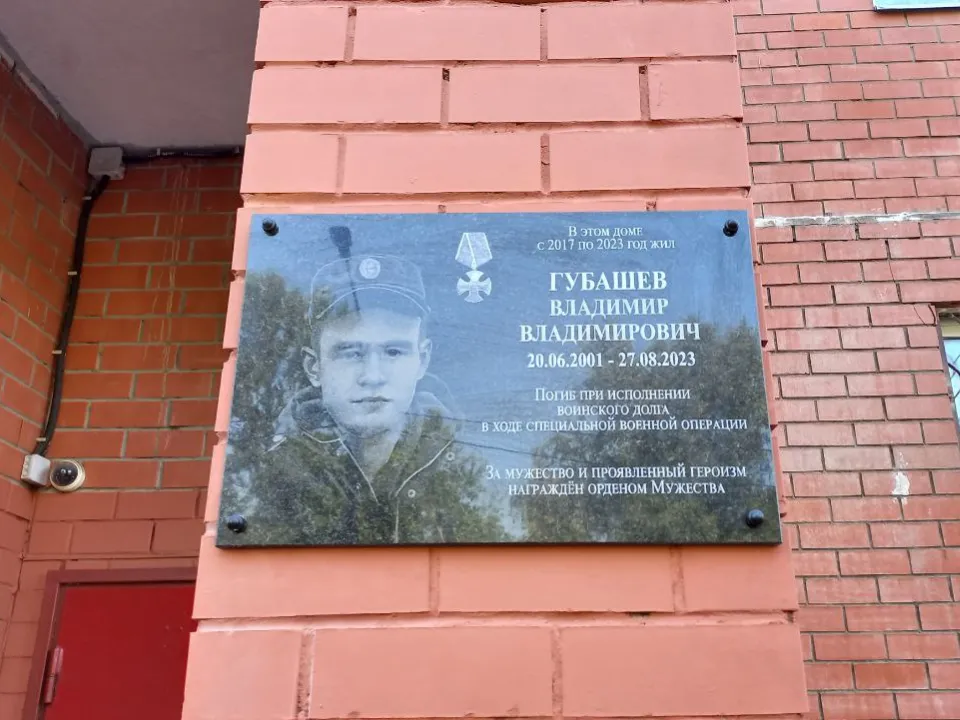 В этом доме
с 2017 по 2023 год жил
ГУБАШЕВ
ВЛАДИМИР
ВЛАДИМИРОВИЧ
20.06.2001 - 27.08.2023
Погиб при исполнении
воинского долга
в ходе специальной военной операции
За мужество и проявленный героизм
награждён орденом Мужества